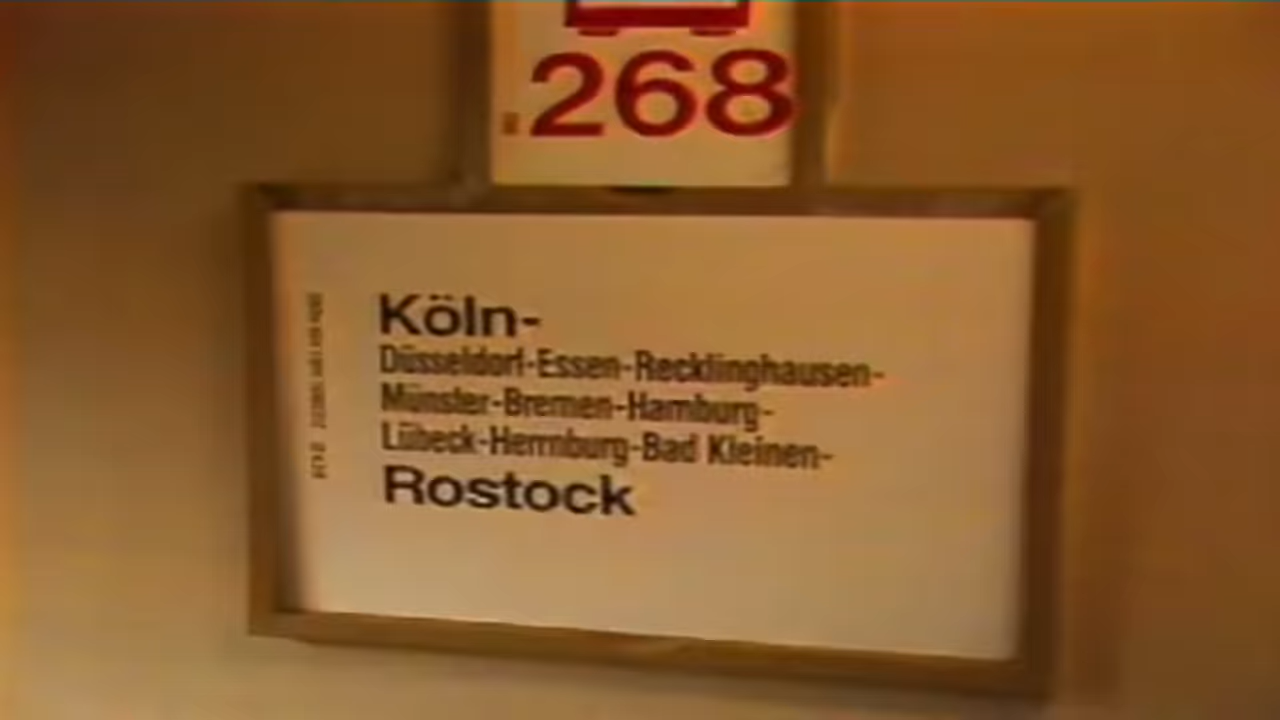 268
Köln-
Düsseldorf-Essen-Recklinghausen-
Münster-Bremen-Hamburg-
Lübeck-Herrnburg-Bad Kleinen-
Rostock